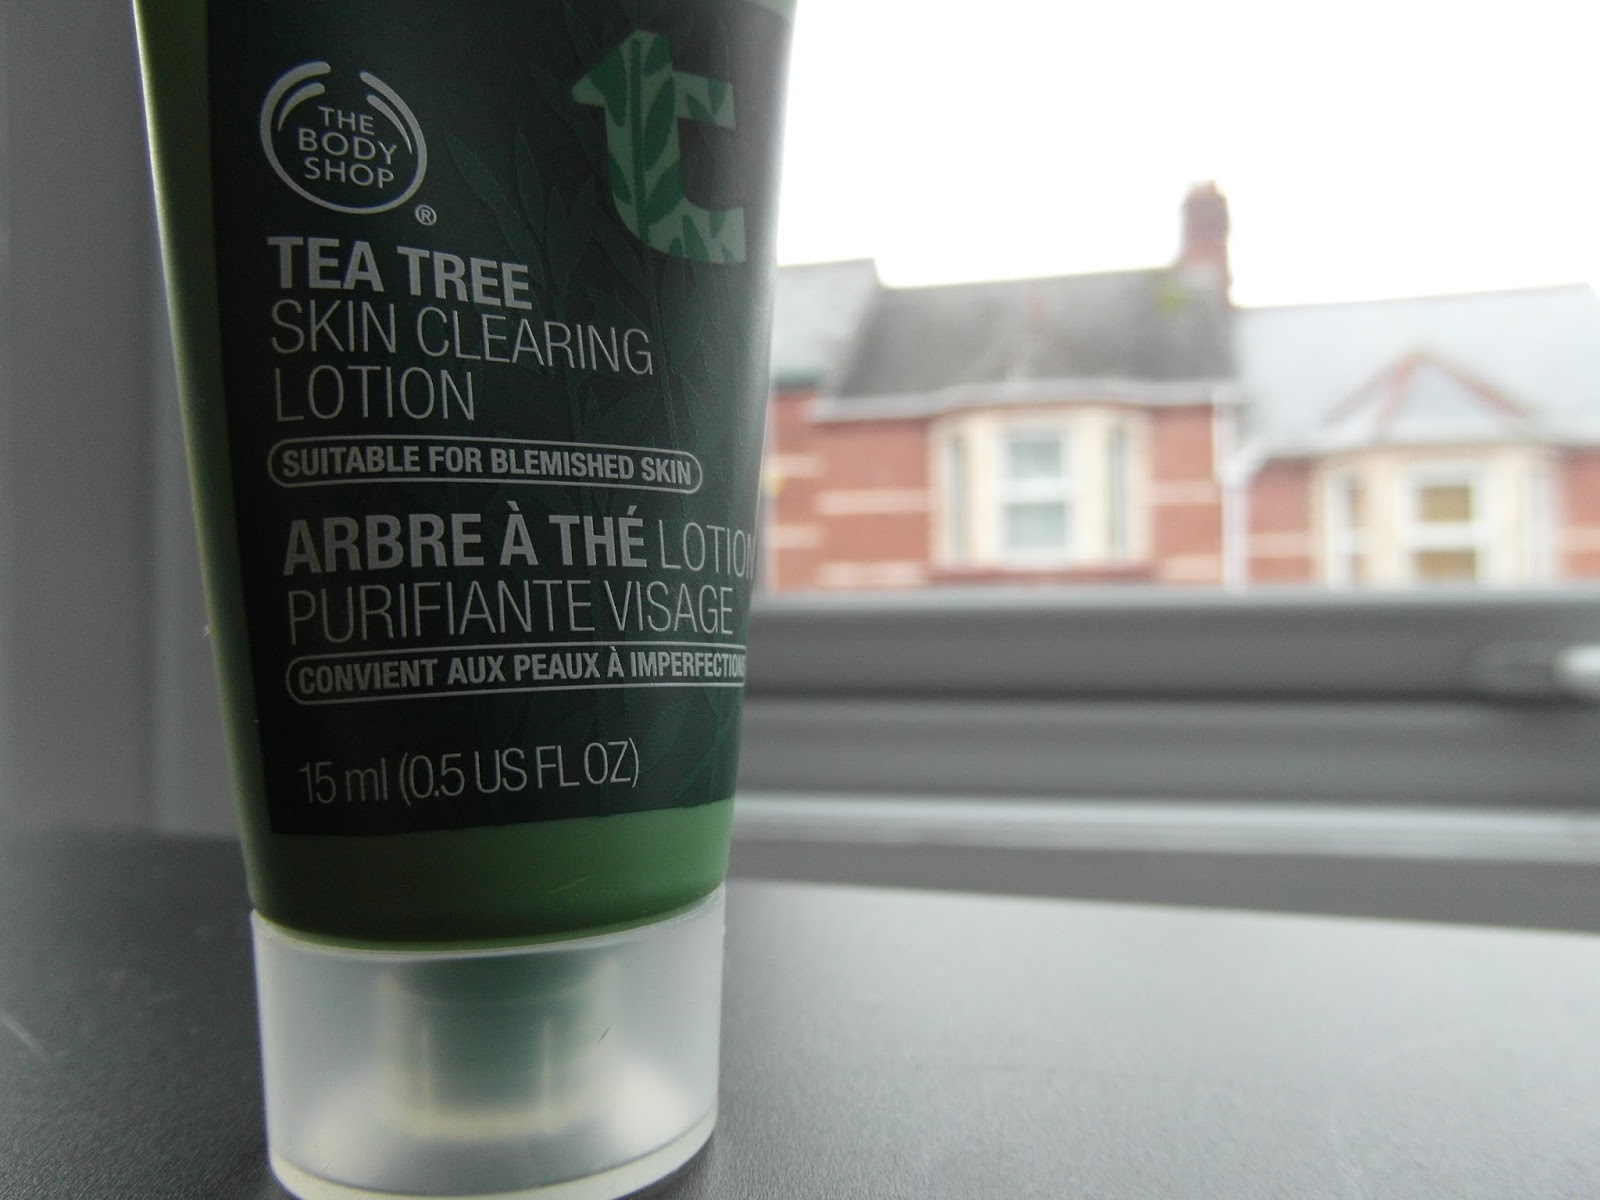 t
THE
BODY
SHOP
®
TEA TREE
SKIN CLEARING
LOTION
SUITABLE FOR BLEMISHED SKIN
ARBRE À THÉ LOTION
PURIFIANTE VISAGE
CONVIENT AUX PEAUX À IMPERFECTIONS
15 ml (0.5 US FL OZ)